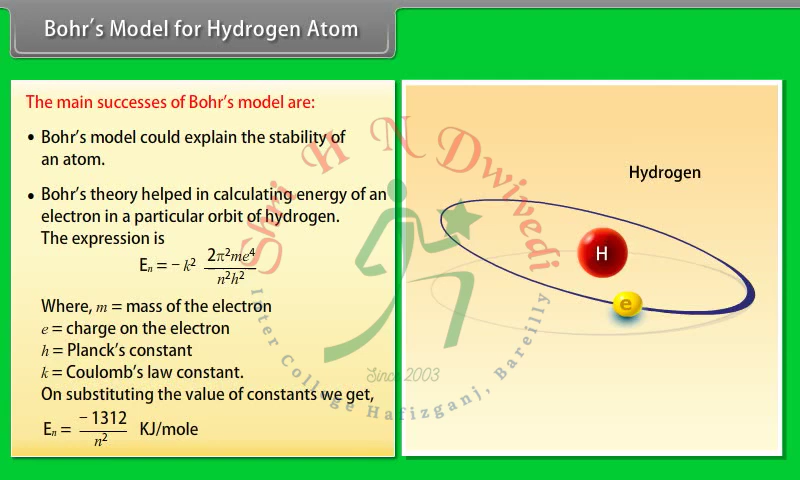 Bohr's Model for Hydrogen Atom
The main successes of Bohr's model are:
• Bohr's model could explain the stability of
an atom.
• Bohr's theory helped in calculating energy of an
electron in a particular orbit of hydrogen.
The expression is
Eₙ = − k² 2π²me⁴ / n²h²
Where, m = mass of the electron
e = charge on the electron
h = Planck's constant
k = Coulomb's law constant.
On substituting the value of constants we get,
Eₙ = −1312 / n² KJ/mole
Hydrogen
H
e
Shri H N Dwivedi
Inter College Hafizganj, Bareilly
Since 2003